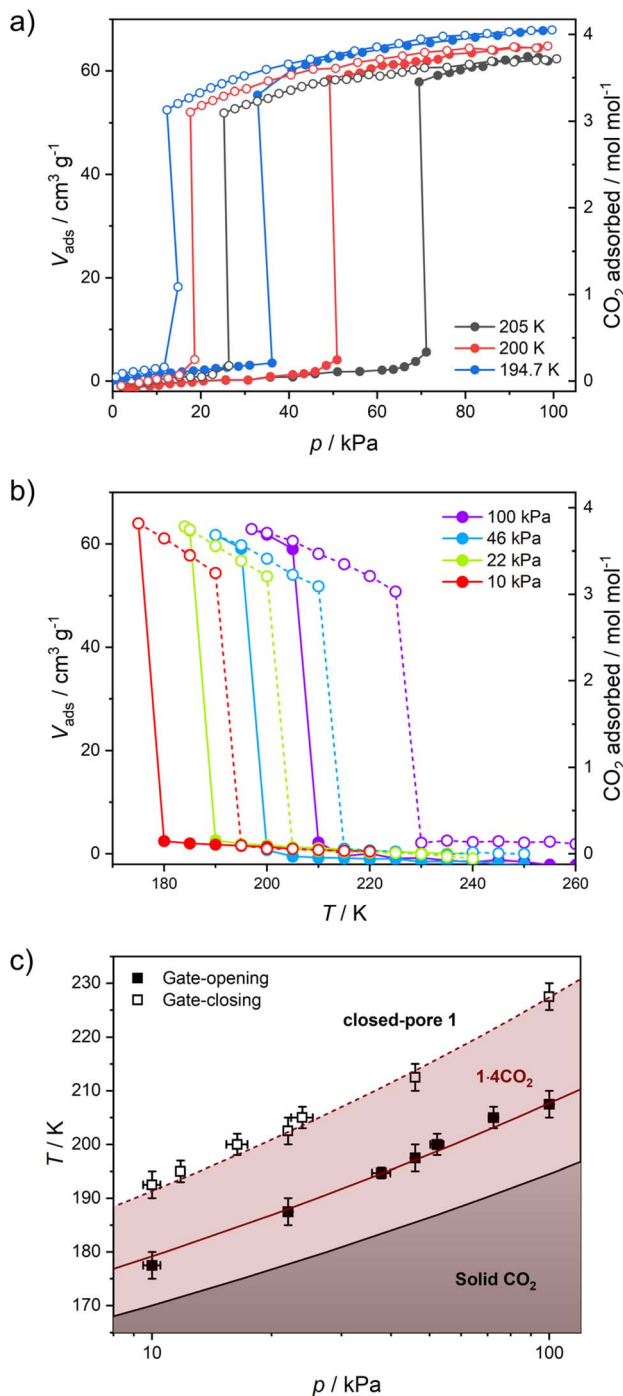 a)
V_ads / cm³ g⁻¹
60
40
20
0
CO₂ adsorbed / mol mol⁻¹
4
3
2
1
0
205 K
200 K
194.7 K
0 20 40 60 80 100
p / kPa
b)
V_ads / cm³ g⁻¹
60
40
20
0
CO₂ adsorbed / mol mol⁻¹
4
3
2
1
0
100 kPa
46 kPa
22 kPa
10 kPa
180 200 220 240 260
T / K
c)
T / K
230
220
210
200
190
180
170
Gate-opening
Gate-closing
closed-pore 1
1·4CO₂
Solid CO₂
10 100
p / kPa